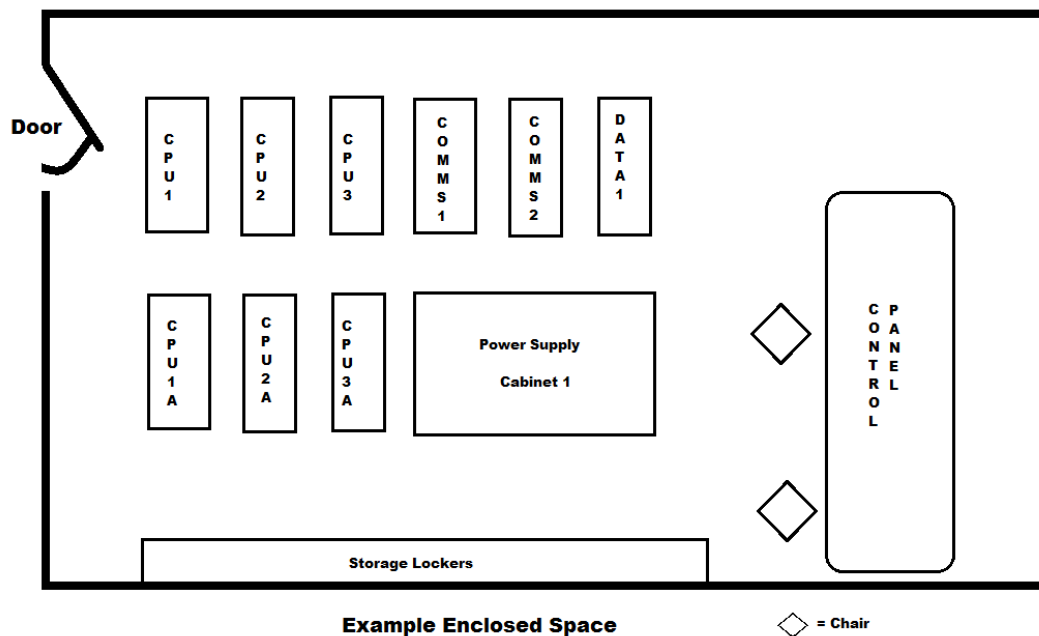 Door
CPU1
CPU2
CPU3
COMMS1
COMMS2
DATA1
CPU1A
CPU2A
CPU3A
Power Supply
Cabinet 1
CONTROL
PANEL
Storage Lockers
Example Enclosed Space
= Chair